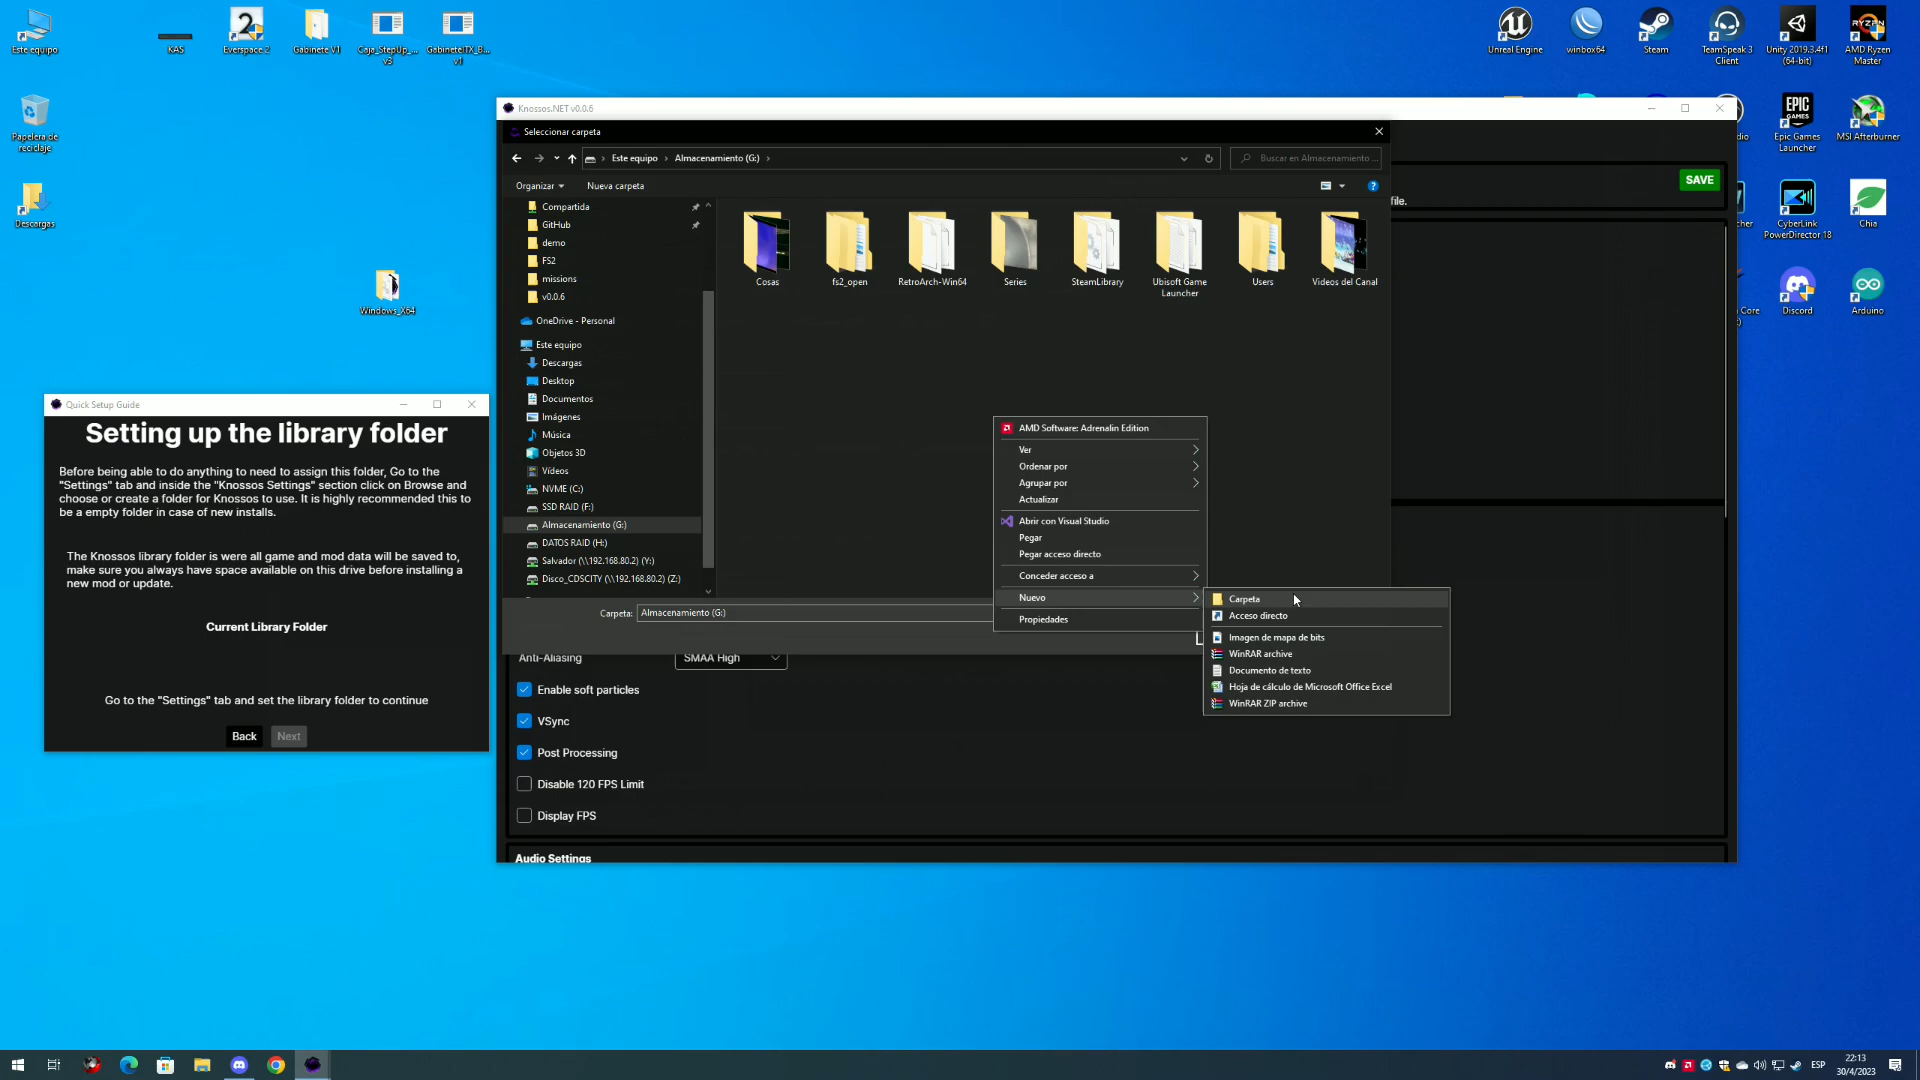 Este equipo
KAS
Everspace 2
Gabinete V1
Caja_StepUp_...
v3
GabineteITX_B...
v1
Unreal Engine
winbox64
Steam
TeamSpeak 3
Client
Unity 2019.3.4f1
(64-bit)
AMD Ryzen
Master
Papelera de
reciclaje
Epic Games
Launcher
MSI Afterburner
Descargas
CyberLink
PowerDirector 18
Chia
Windows_X64
Discord
Arduino
Knossos.NET v0.0.6
Seleccionar carpeta
Este equipo
Almacenamiento (G:)
Buscar en Almacenamiento ...
Organizar
Nueva carpeta
SAVE
file.
Compartida
GitHub
demo
FS2
missions
v0.0.6
OneDrive - Personal
Este equipo
Descargas
Desktop
Documentos
Imágenes
Música
Objetos 3D
Vídeos
NVME (C:)
SSD RAID (F:)
Almacenamiento (G:)
DATOS RAID (H:)
Salvador (\\192.168.80.2) (Y:)
Disco_CDSCITY (\\192.168.80.2) (Z:)
Cosas
fs2_open
RetroArch-Win64
Series
SteamLibrary
Ubisoft Game
Launcher
Users
Videos del Canal
Carpeta:
Almacenamiento (G:)
AMD Software: Adrenalin Edition
Ver
Ordenar por
Agrupar por
Actualizar
Abrir con Visual Studio
Pegar
Pegar acceso directo
Conceder acceso a
Nuevo
Propiedades
Carpeta
Acceso directo
Imagen de mapa de bits
WinRAR archive
Documento de texto
Hoja de cálculo de Microsoft Office Excel
WinRAR ZIP archive
Anti-Aliasing
SMAA High
Enable soft particles
VSync
Post Processing
Disable 120 FPS Limit
Display FPS
Audio Settings
Quick Setup Guide
Setting up the library folder
Before being able to do anything to need to assign this folder, Go to the
"Settings" tab and inside the "Knossos Settings" section click on Browse and
choose or create a folder for Knossos to use. It is highly recommended this to
be a empty folder in case of new installs.
The Knossos library folder is were all game and mod data will be saved to,
make sure you always have space available on this drive before installing a
new mod or update.
Current Library Folder
Go to the "Settings" tab and set the library folder to continue
Back
Next
ESP
22:13
30/4/2023